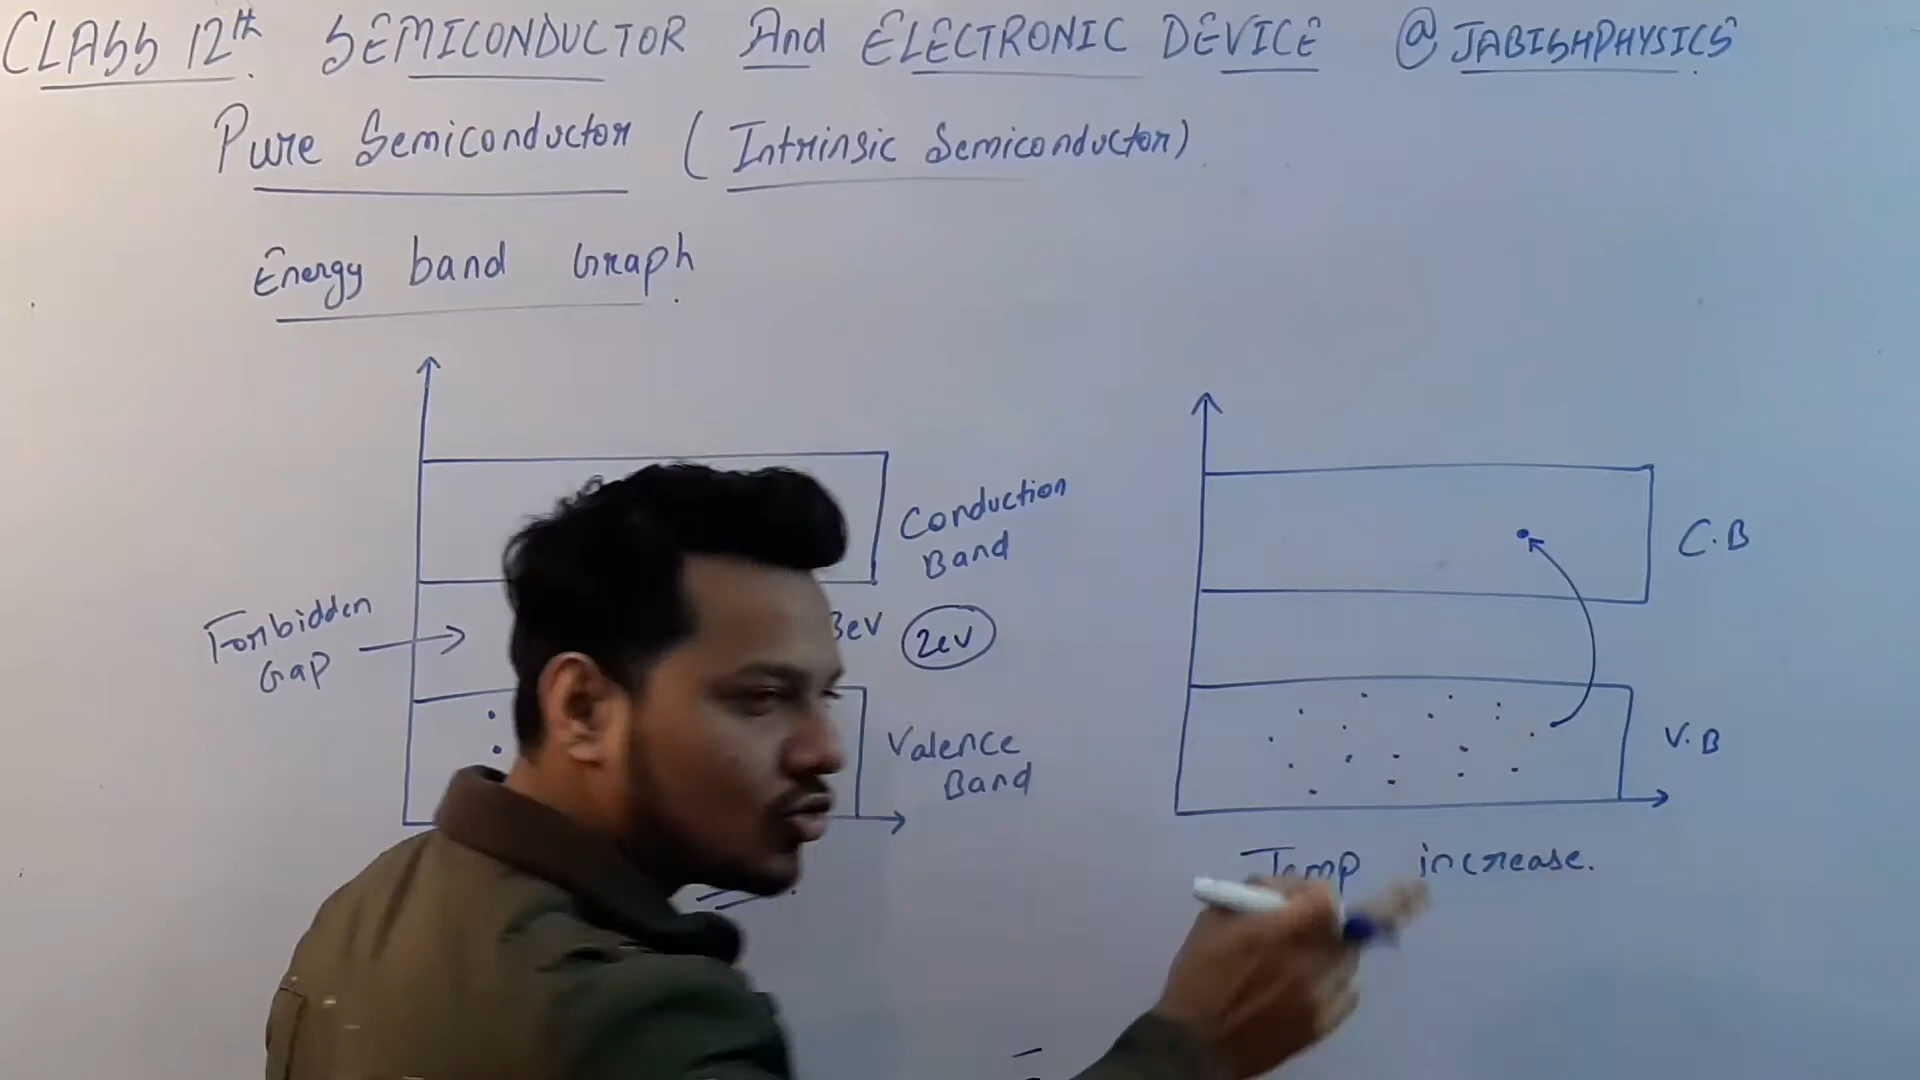 CLASS 12th SEMICONDUCTOR And ELECTRONIC DEVICE @JABISHPHYSICS
Pure Semiconductor (Intrinsic Semiconductor)
Energy band Graph
Conduction
Band
C.B
Forbidden
Gap
3eV 2eV
Valence
Band
V.B
Temp increase.